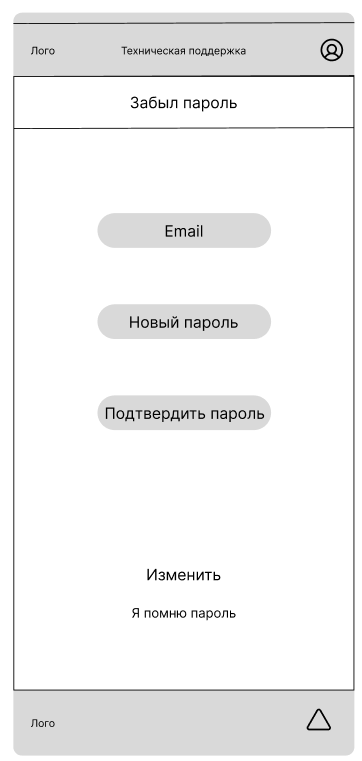 Лого
Техническая поддержка
Забыл пароль
Email
Новый пароль
Подтвердить пароль
Изменить
Я помню пароль
Лого